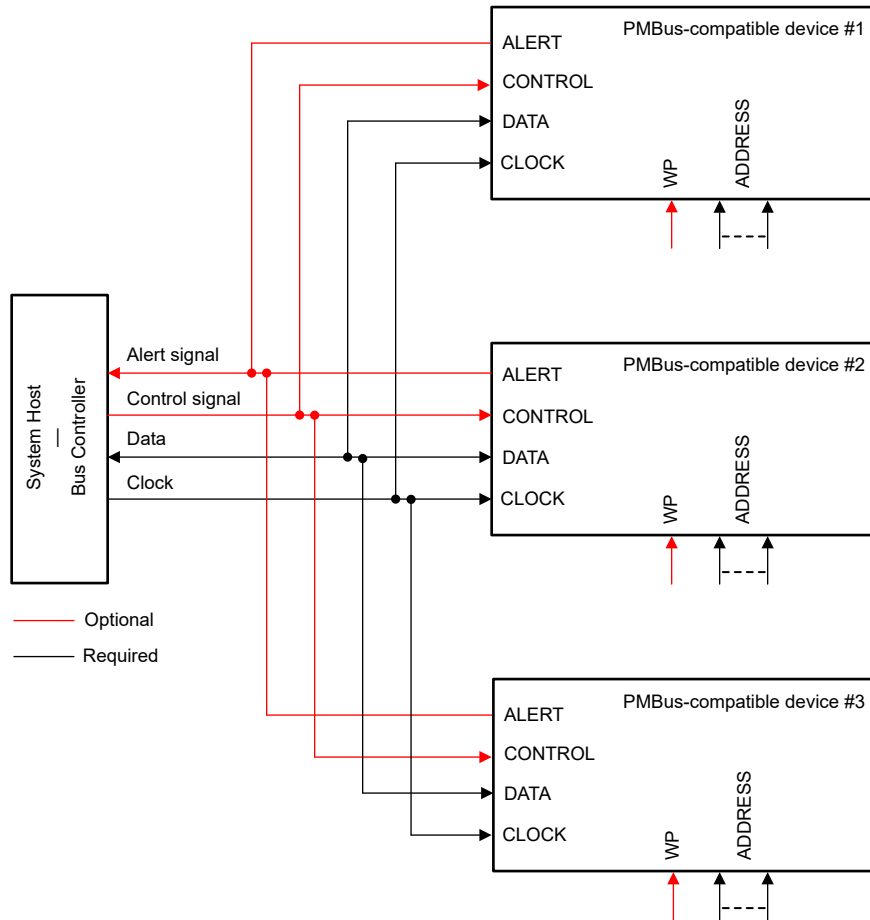 PMBus-compatible device #1
ALERT
CONTROL
DATA
CLOCK
WP
ADDRESS
System Host
—
Bus Controller
Alert signal
Control signal
Data
Clock
PMBus-compatible device #2
ALERT
CONTROL
DATA
CLOCK
WP
ADDRESS
Optional
Required
PMBus-compatible device #3
ALERT
CONTROL
DATA
CLOCK
WP
ADDRESS